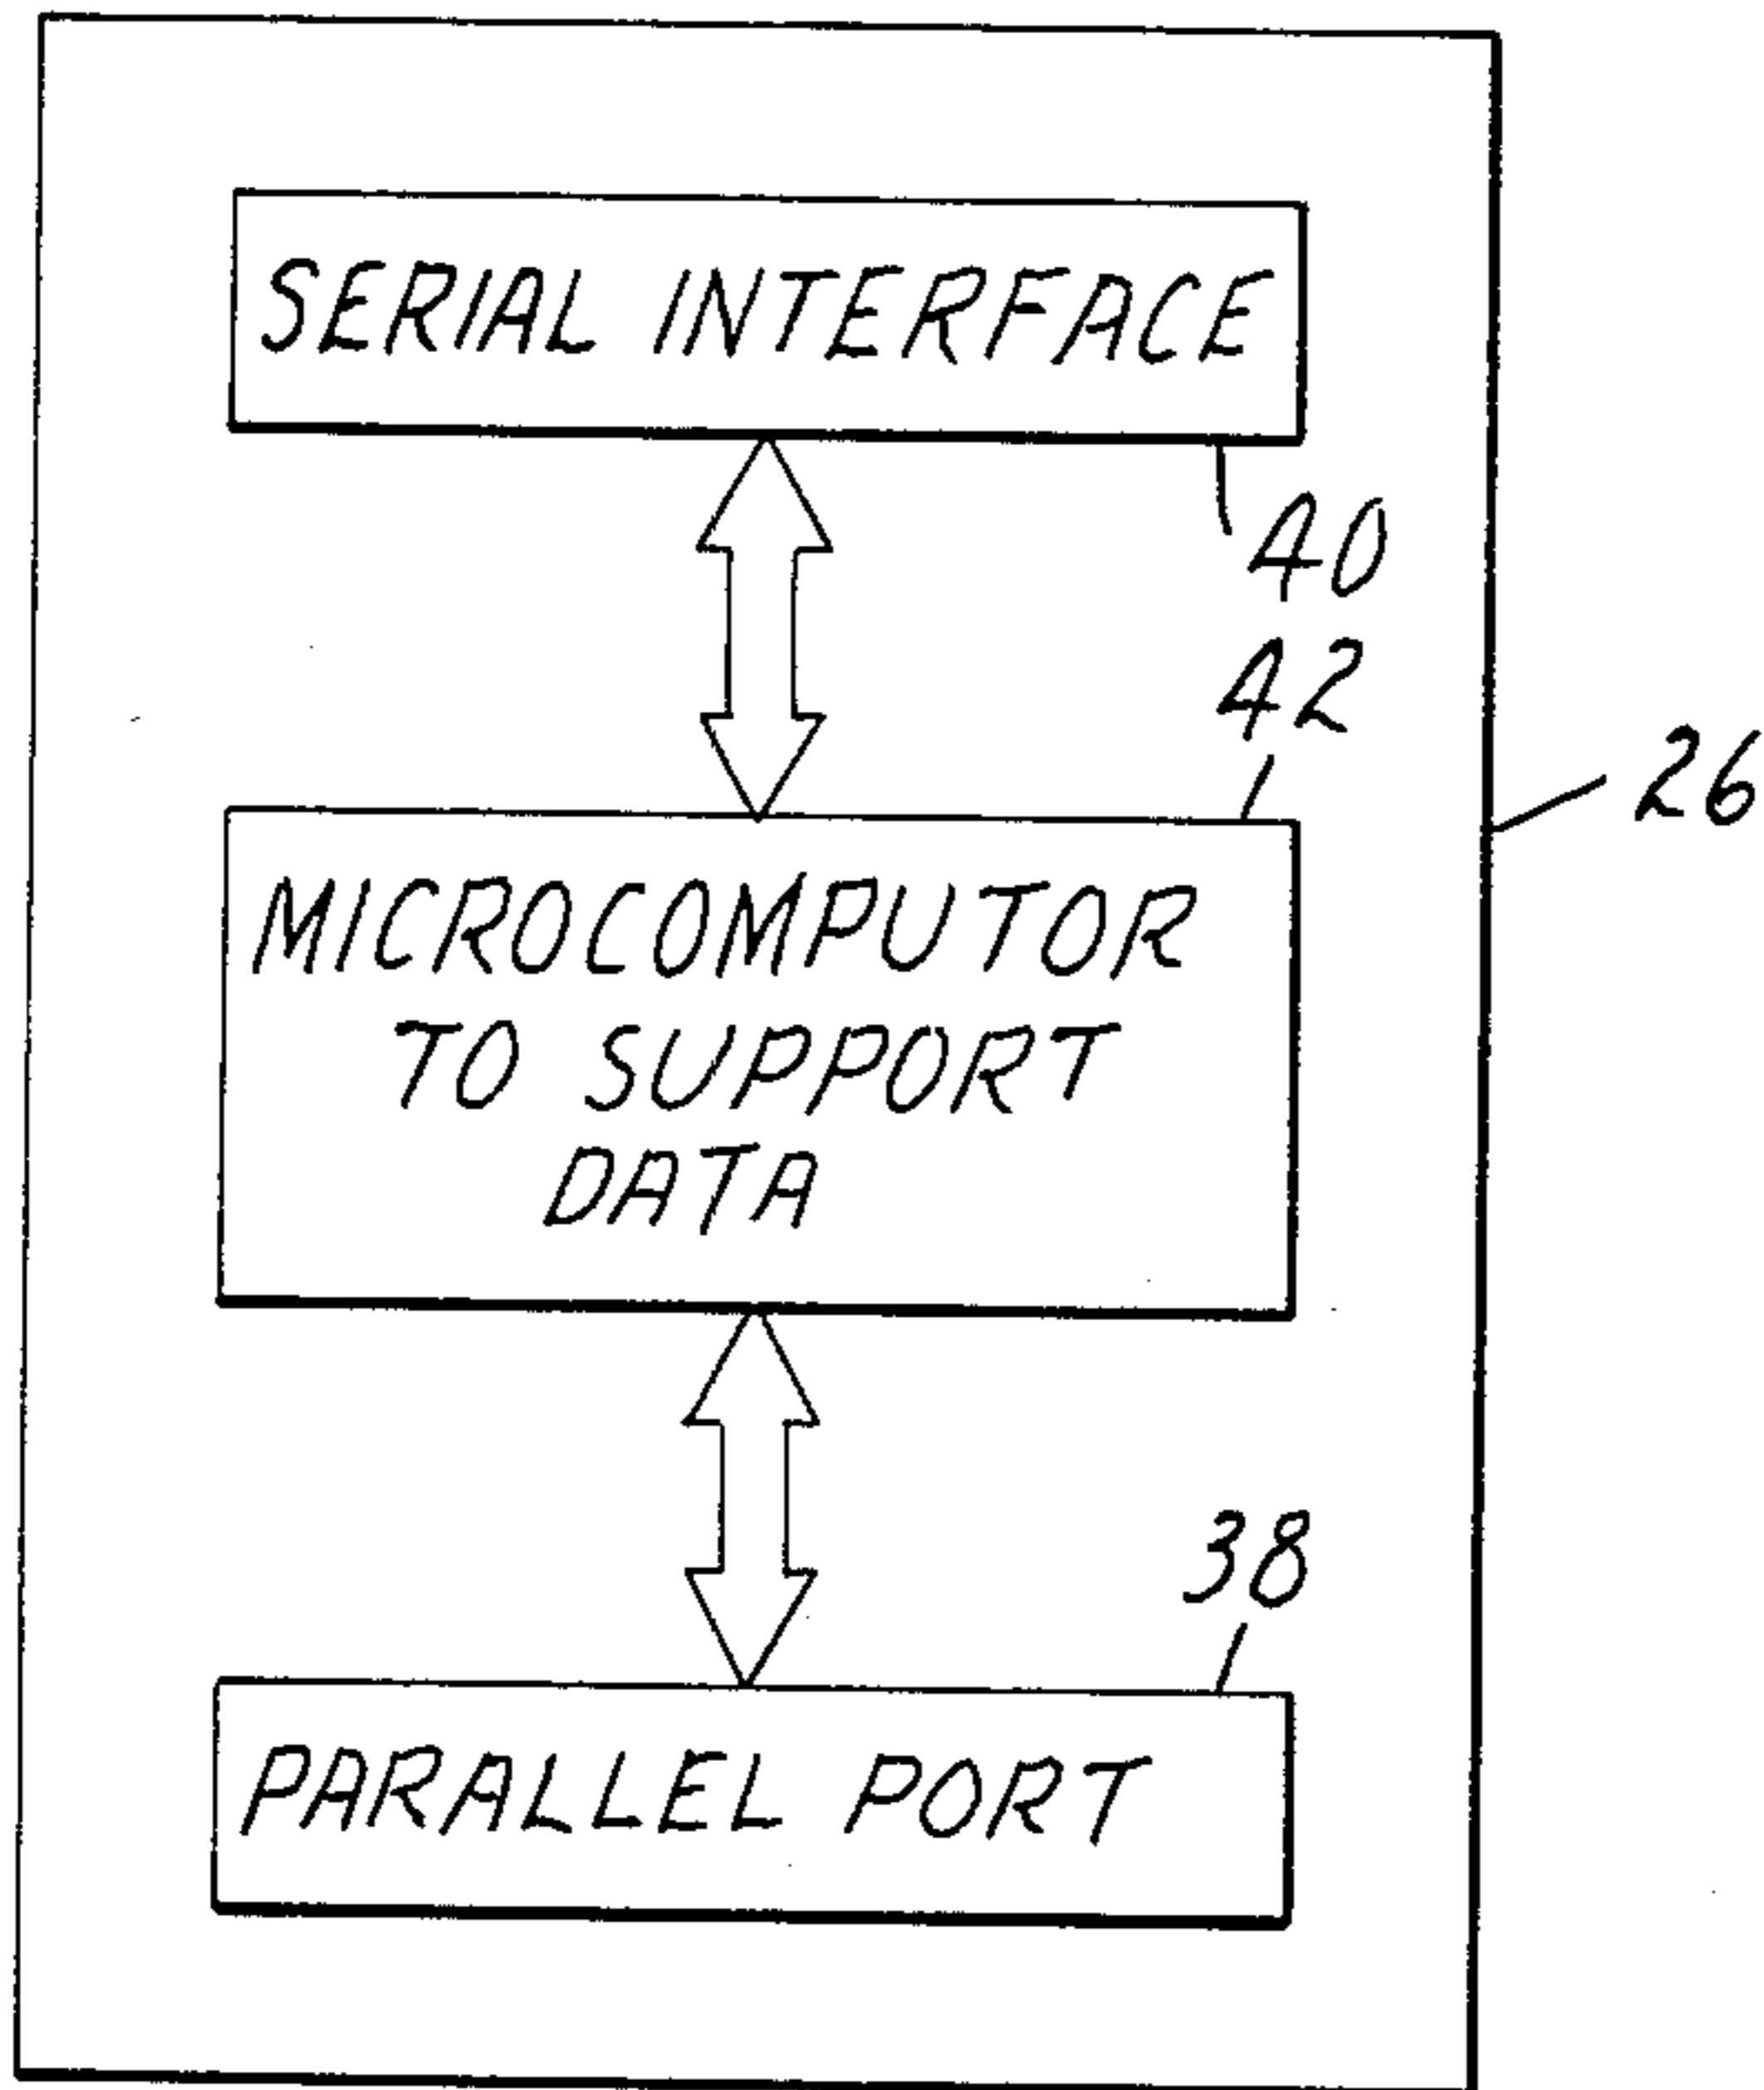 SERIAL INTERFACE
40
42
26
MICROCOMPUTOR
TO SUPPORT
DATA
38
PARALLEL PORT